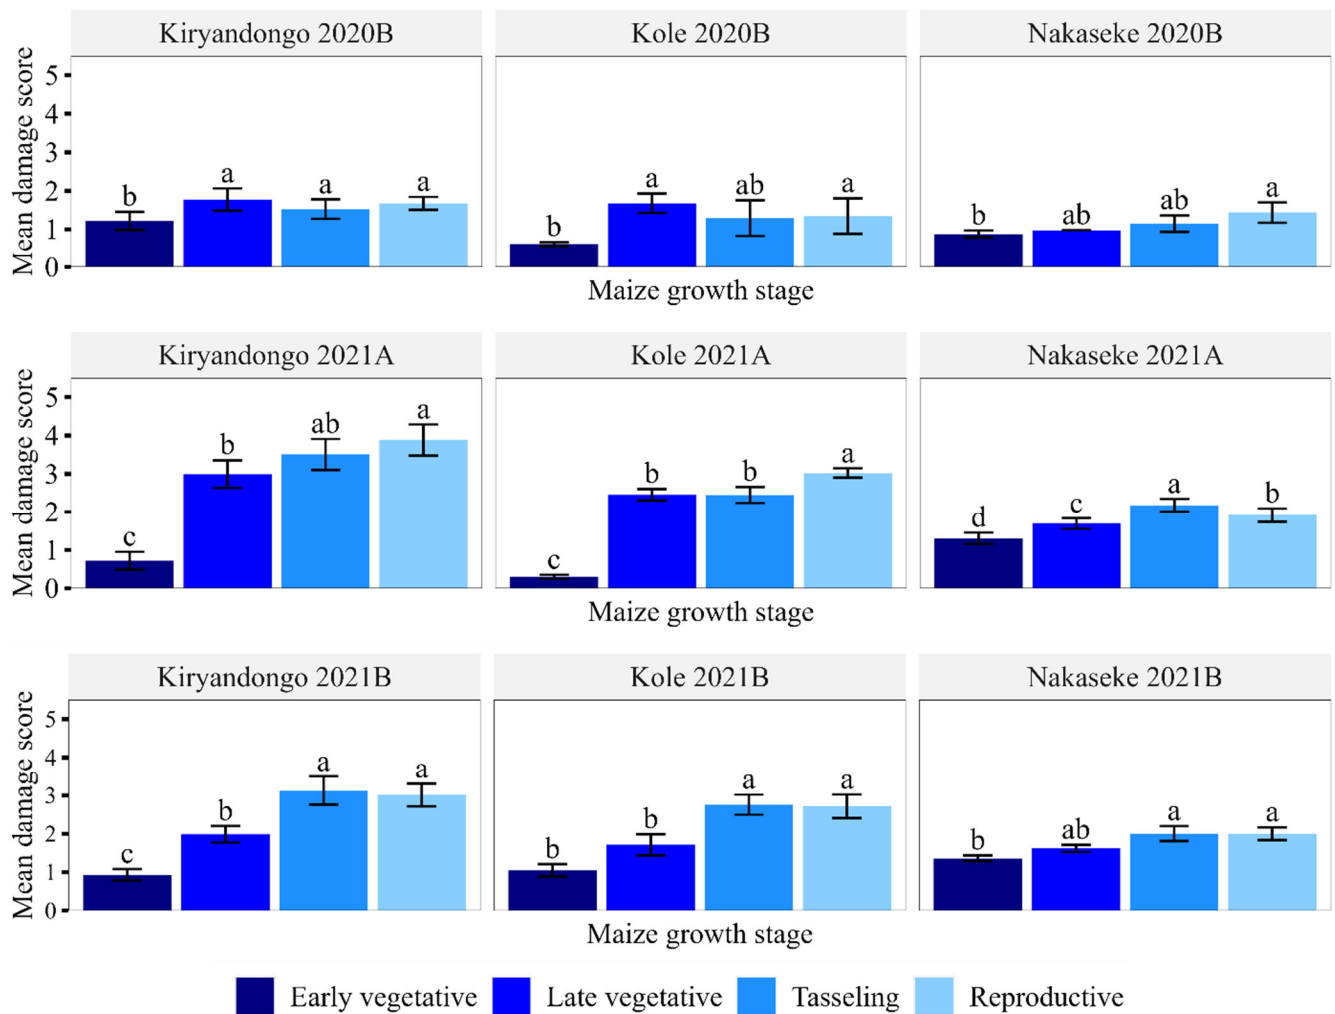 Kiryandongo 2020B Kole 2020B Nakaseke 2020B
Mean damage score
5
4
3
2
1
0
b a a a
b a ab a
b ab ab a
Maize growth stage
Kiryandongo 2021A Kole 2021A Nakaseke 2021A
Mean damage score
5
4
3
2
1
0
c b ab a
c b b a
d c a b
Maize growth stage
Kiryandongo 2021B Kole 2021B Nakaseke 2021B
Mean damage score
5
4
3
2
1
0
c b a a
b b a a
b ab a a
Maize growth stage
Early vegetative Late vegetative Tasseling Reproductive